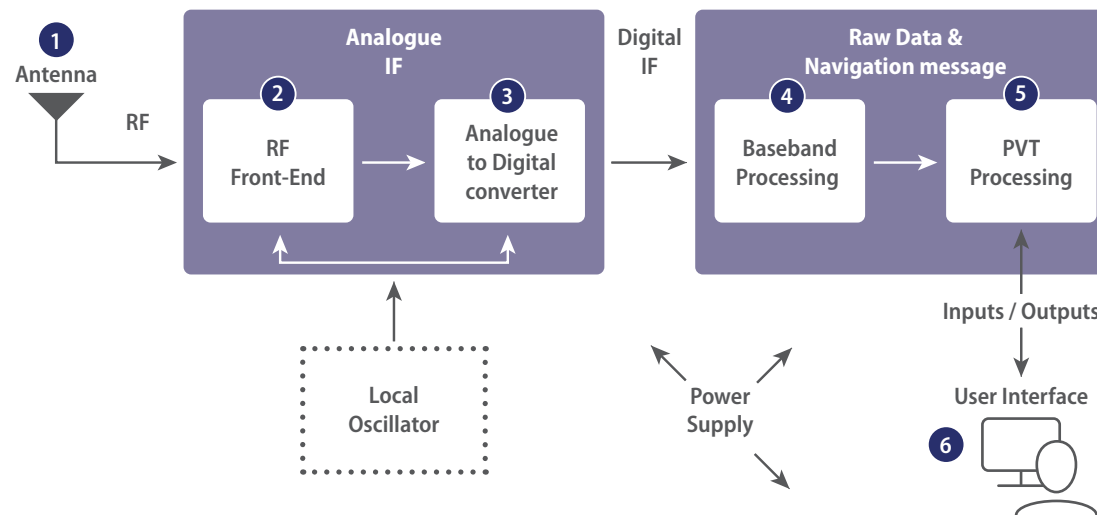 1
Antenna
RF
Analogue
IF
2
RF
Front-End
3
Analogue
to Digital
converter
Digital
IF
Raw Data &
Navigation message
4
Baseband
Processing
5
PVT
Processing
Local
Oscillator
Power
Supply
Inputs / Outputs
User Interface
6